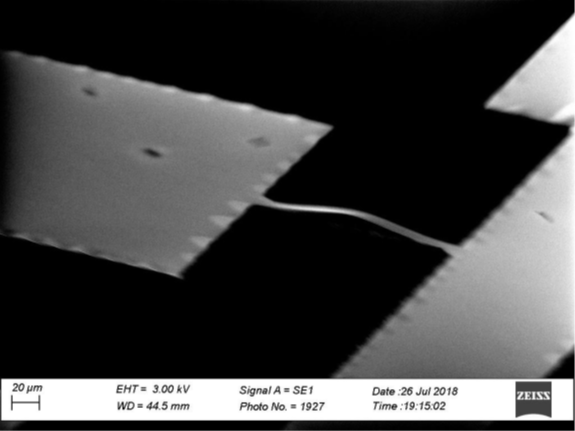 20 µm
EHT = 3.00 kV
Signal A = SE1
Date :26 Jul 2018
ZEISS
WD = 44.5 mm
Photo No. = 1927
Time :19:15:02